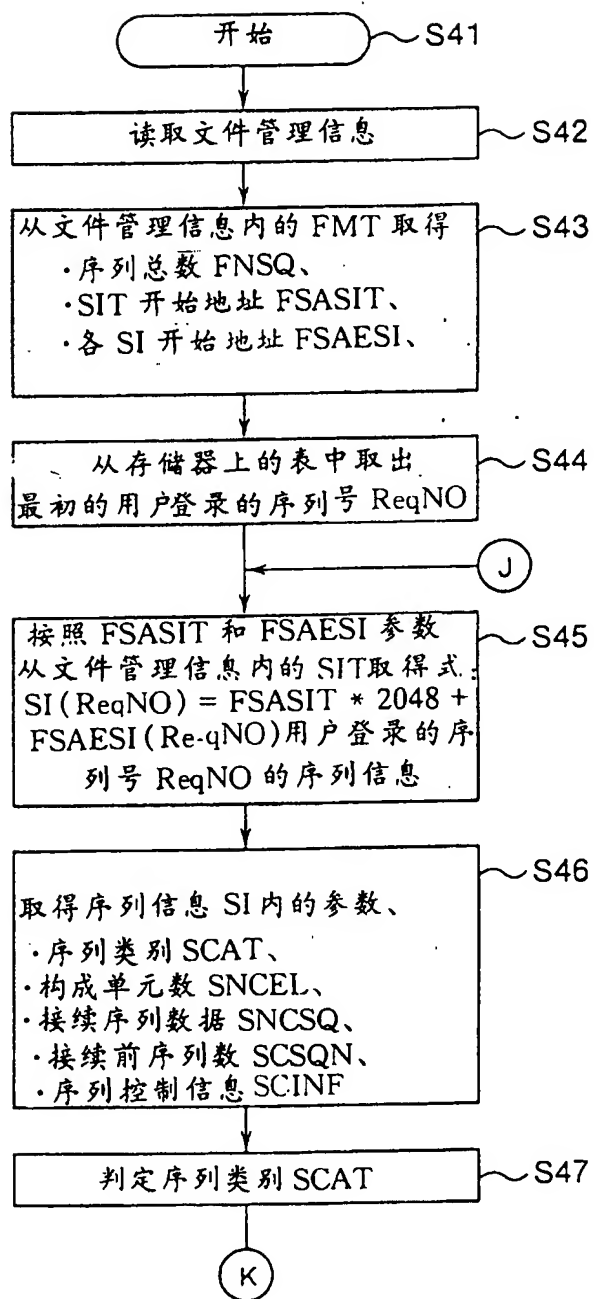 开始
S41
读取文件管理信息
S42
从文件管理信息内的 FMT 取得
·序列总数 FNSQ、
·SIT 开始地址 FSASIT、
·各 SI 开始地址 FSAESI、
S43
从存储器上的表中取出
最初的用户登录的序列号 ReqNO
S44
J
按照 FSASIT 和 FSAESI 参数
从文件管理信息内的 SIT取得式:
SI(ReqNO) = FSASIT * 2048 +
FSAESI(Re-qNO)用户登录的序
列号 ReqNO 的序列信息
S45
取得序列信息 SI 内的参数、
·序列类别 SCAT、
·构成单元数 SNCEL、
·接续序列数据 SNCSQ、
·接续前序列数 SCSQN、
·序列控制信息 SCINF
S46
判定序列类别 SCAT
S47
K